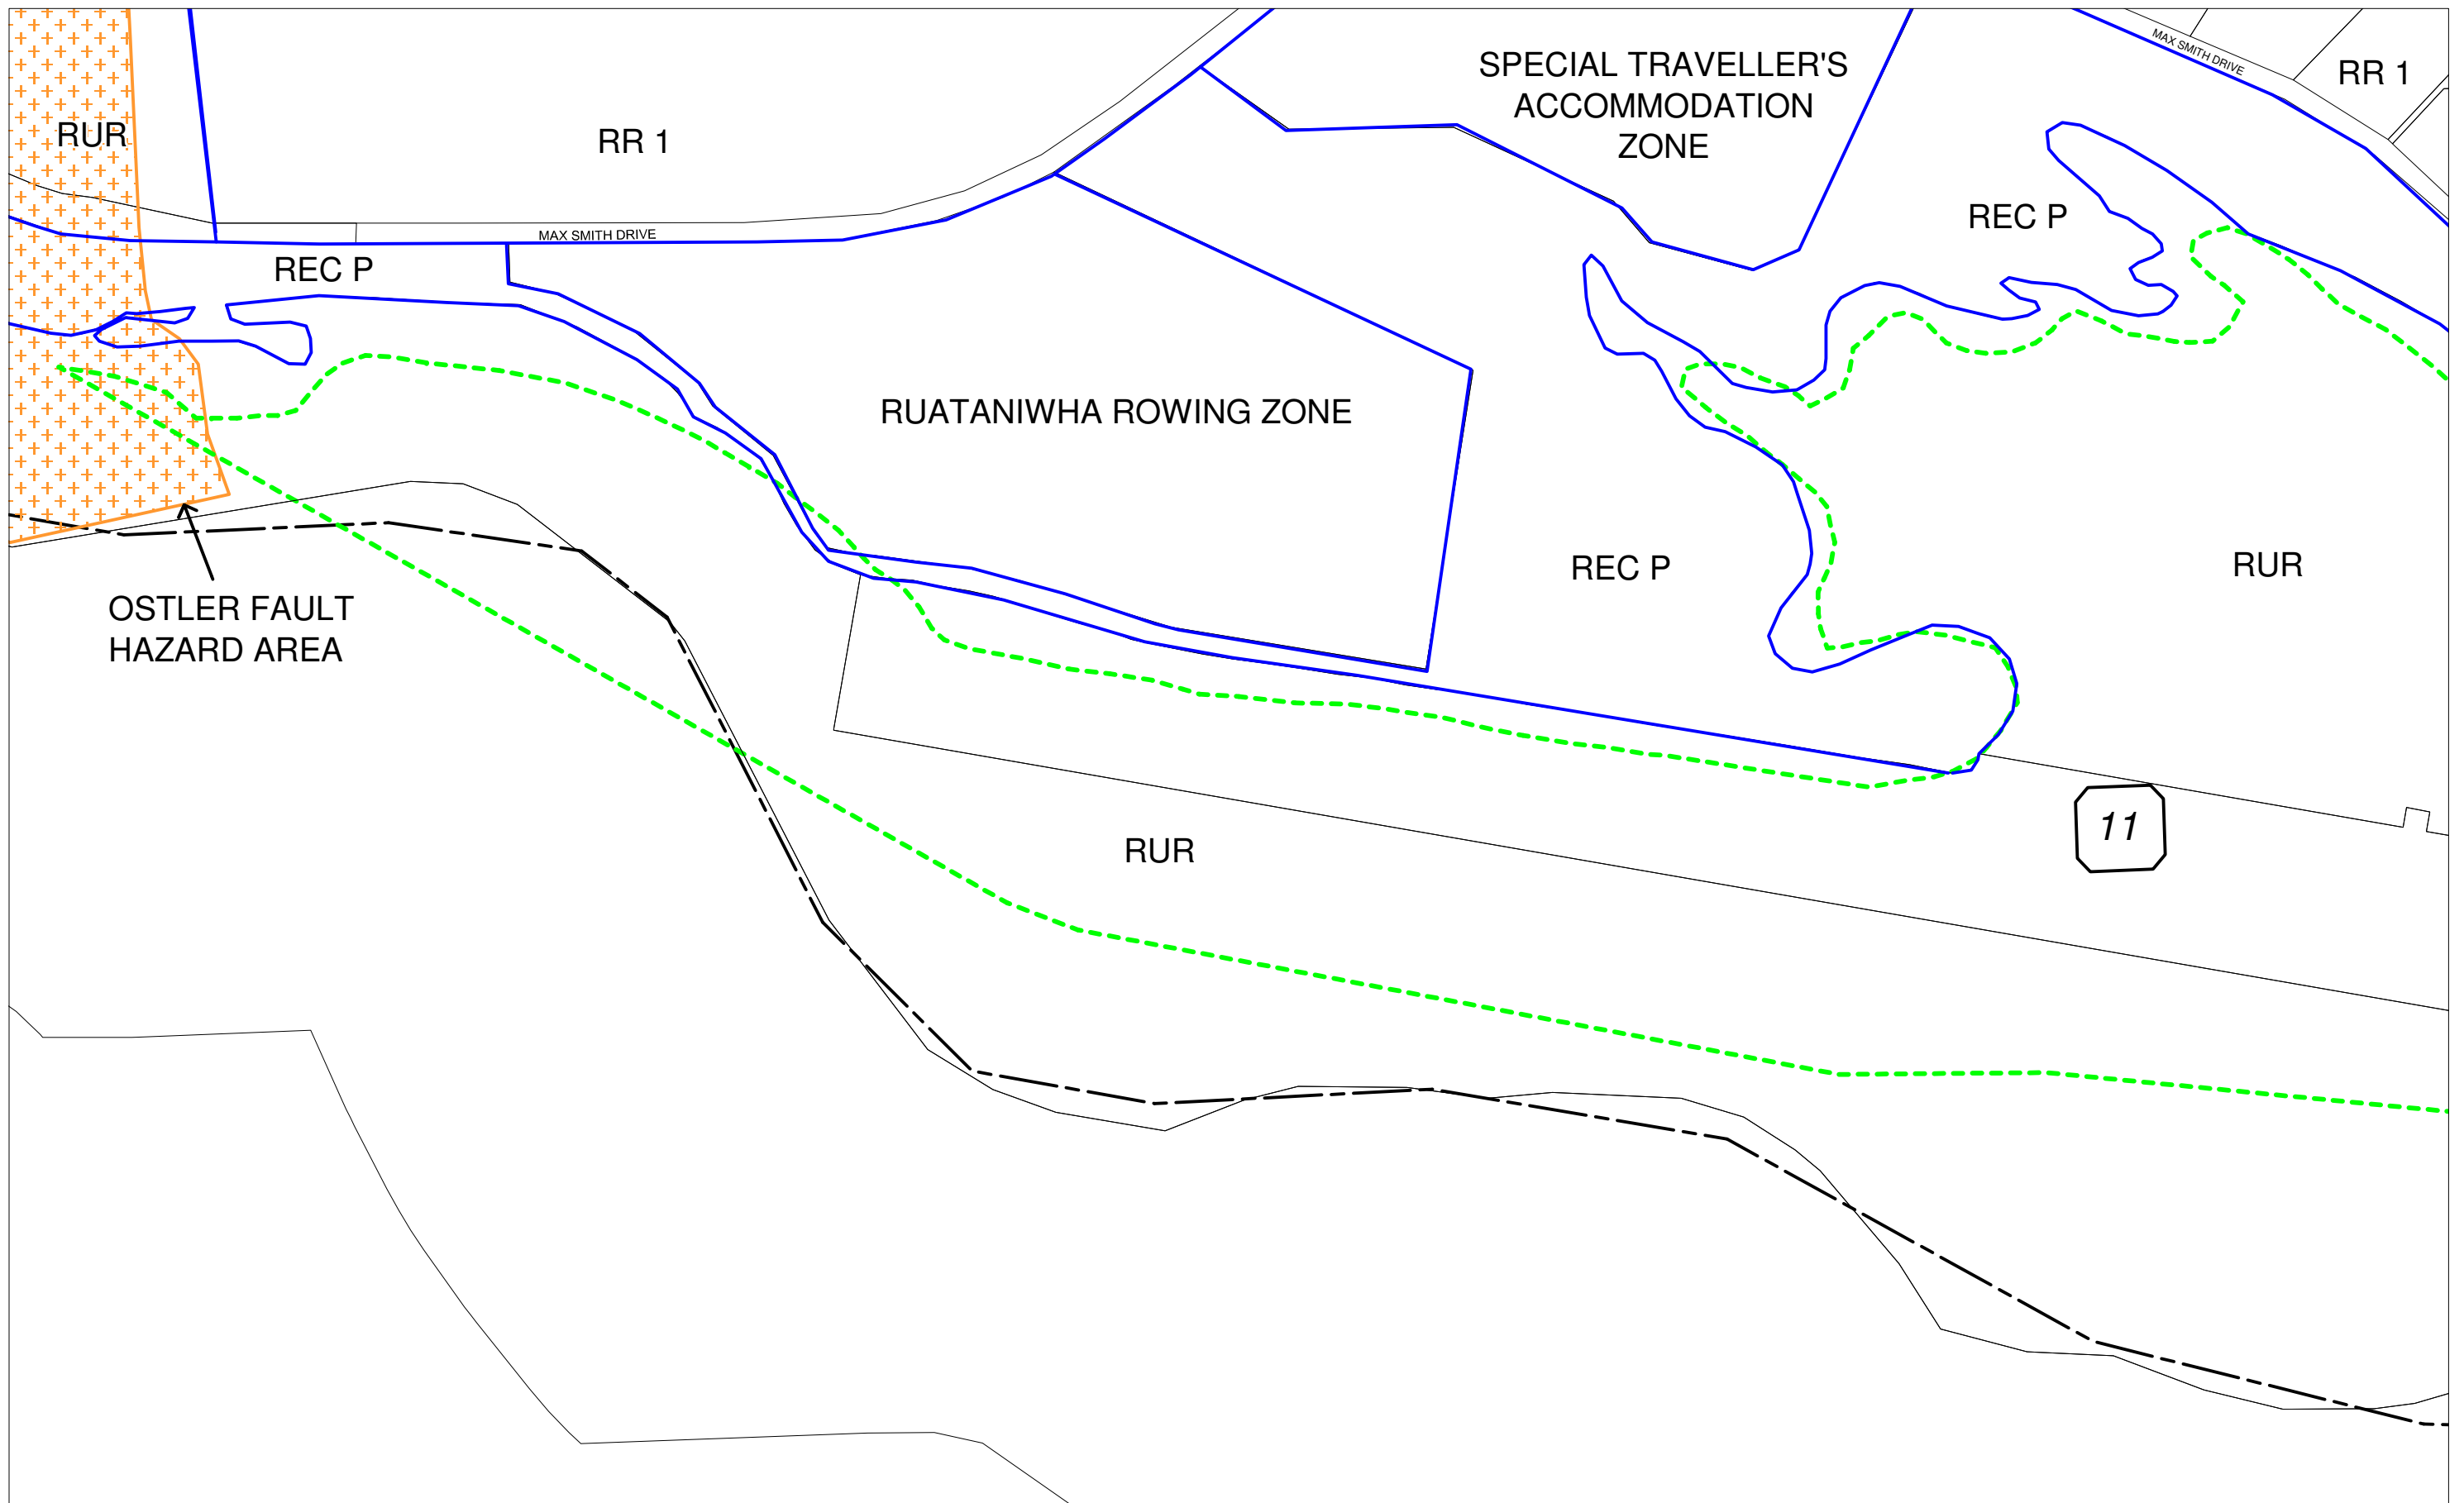 SPECIAL TRAVELLER'S
ACCOMMODATION
ZONE
MAX SMITH DRIVE
RR 1
RUR
RR 1
REC P
MAX SMITH DRIVE
REC P
RUATANIWHA ROWING ZONE
REC P
RUR
OSTLER FAULT
HAZARD AREA
11
RUR